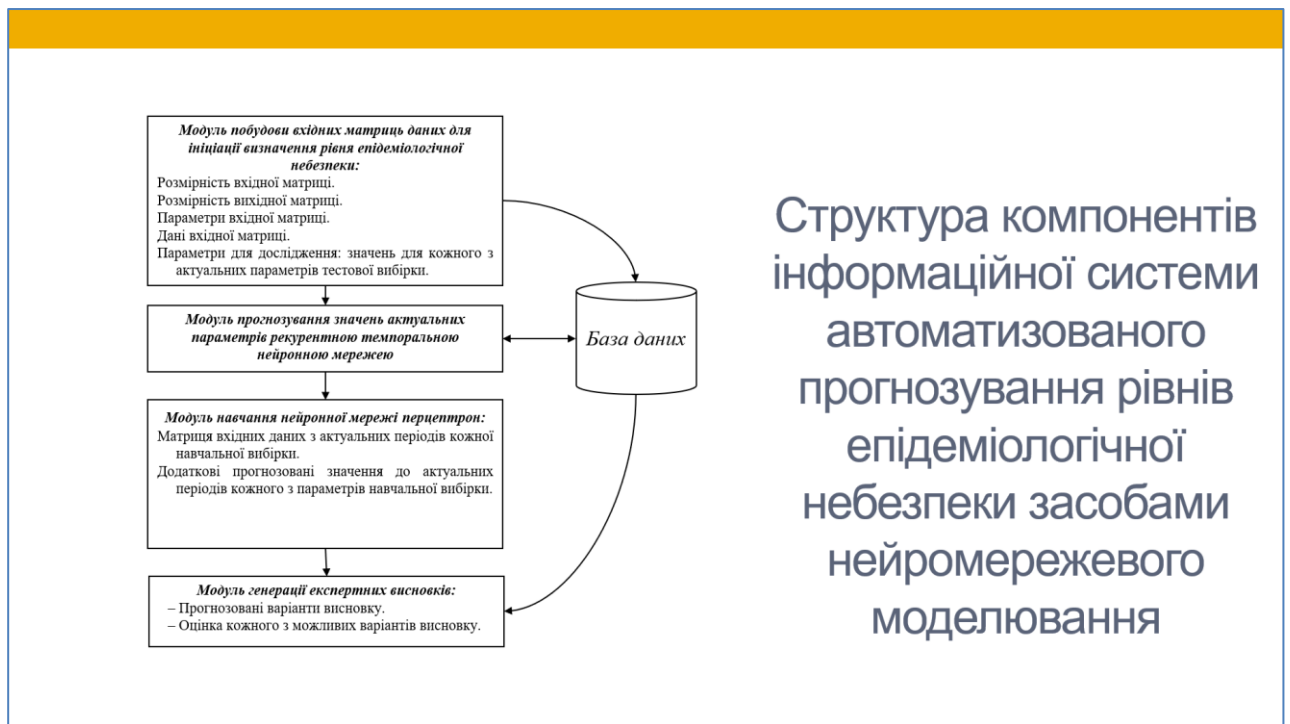 Модуль побудови вхідних матриць даних для
ініціації визначення рівня епідеміологічної
небезпеки:
Розмірність вхідної матриці.
Розмірність вихідної матриці.
Параметри вхідної матриці.
Дані вхідної матриці.
Параметри для дослідження: значень для кожного з
актуальних параметрів тестової вибірки.
Модуль прогнозування значень актуальних
параметрів рекурентною темпоральною
нейронною мережею
База даних
Модуль навчання нейронної мережі перцептрон:
Матриця вхідних даних з актуальних періодів кожної
навчальної вибірки.
Додаткові прогнозовані значення до актуальних
періодів кожного з параметрів навчальної вибірки.
Модуль генерації експертних висновків:
– Прогнозовані варіанти висновку.
– Оцінка кожного з можливих варіантів висновку.
Структура компонентів
інформаційної системи
автоматизованого
прогнозування рівнів
епідеміологічної
небезпеки засобами
нейромережевого
моделювання